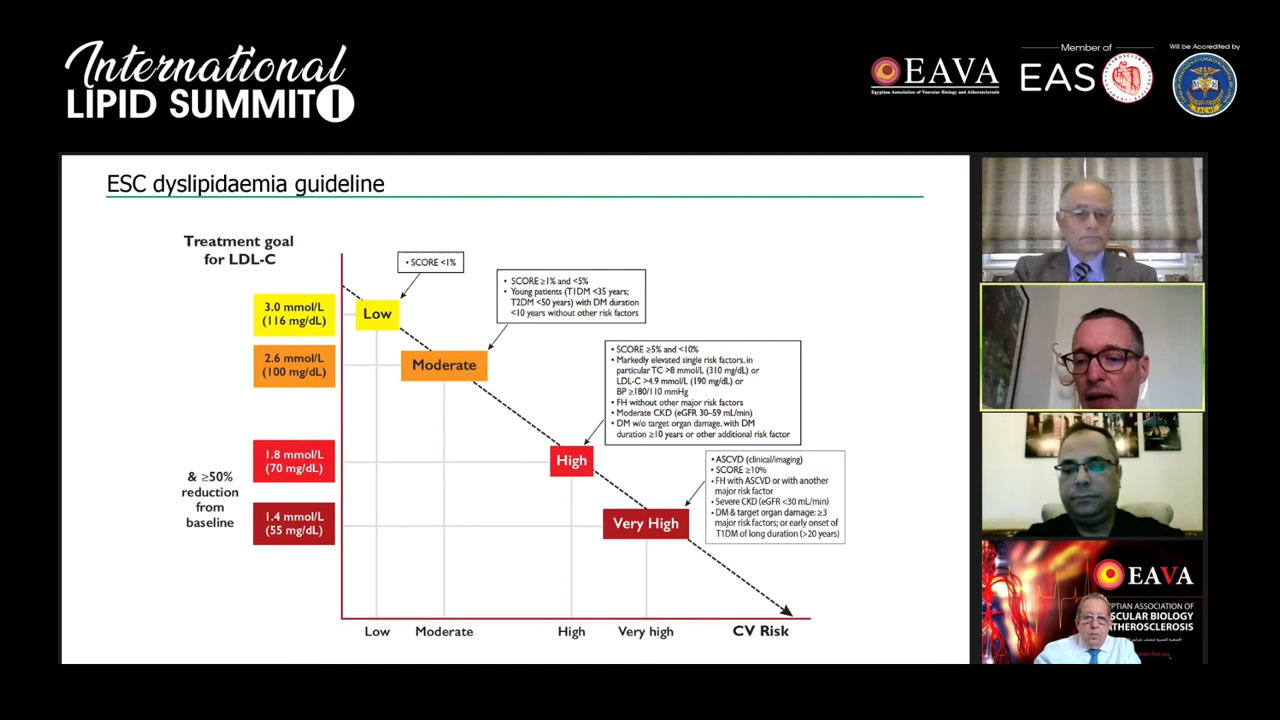 International
LIPID SUMMIT
EAVA
Egyptian Association of Vascular Biology and Atherosclerosis
Member of
EAS
Will be Accredited by
ESC dyslipidaemia guideline
Treatment goal
for LDL-C
3.0 mmol/L
(116 mg/dL)
2.6 mmol/L
(100 mg/dL)
1.8 mmol/L
(70 mg/dL)
1.4 mmol/L
(55 mg/dL)
& ≥50%
reduction
from
baseline
• SCORE <1%
Low
• SCORE ≥1% and <5%
• Young patients (T1DM <35 years;
T2DM <50 years) with DM duration
<10 years without other risk factors
Moderate
• SCORE ≥5% and <10%
• Markedly elevated single risk factors, in
particular TC >8 mmol/L (310 mg/dL) or
LDL-C >4.9 mmol/L (190 mg/dL) or
BP ≥180/110 mmHg
• FH without other major risk factors
• Moderate CKD (eGFR 30–59 mL/min)
• DM w/o target organ damage, with DM
duration ≥10 years or other additional risk factor
High
• ASCVD (clinical/imaging)
• SCORE ≥10%
• FH with ASCVD or with another
major risk factor
• Severe CKD (eGFR <30 mL/min)
• DM & target organ damage: ≥3
major risk factors; or early onset of
T1DM of long duration (>20 years)
Very High
Low
Moderate
High
Very high
CV Risk
EAVA
EGYPTIAN ASSOCIATION OF
VASCULAR BIOLOGY
ATHEROSCLEROSIS